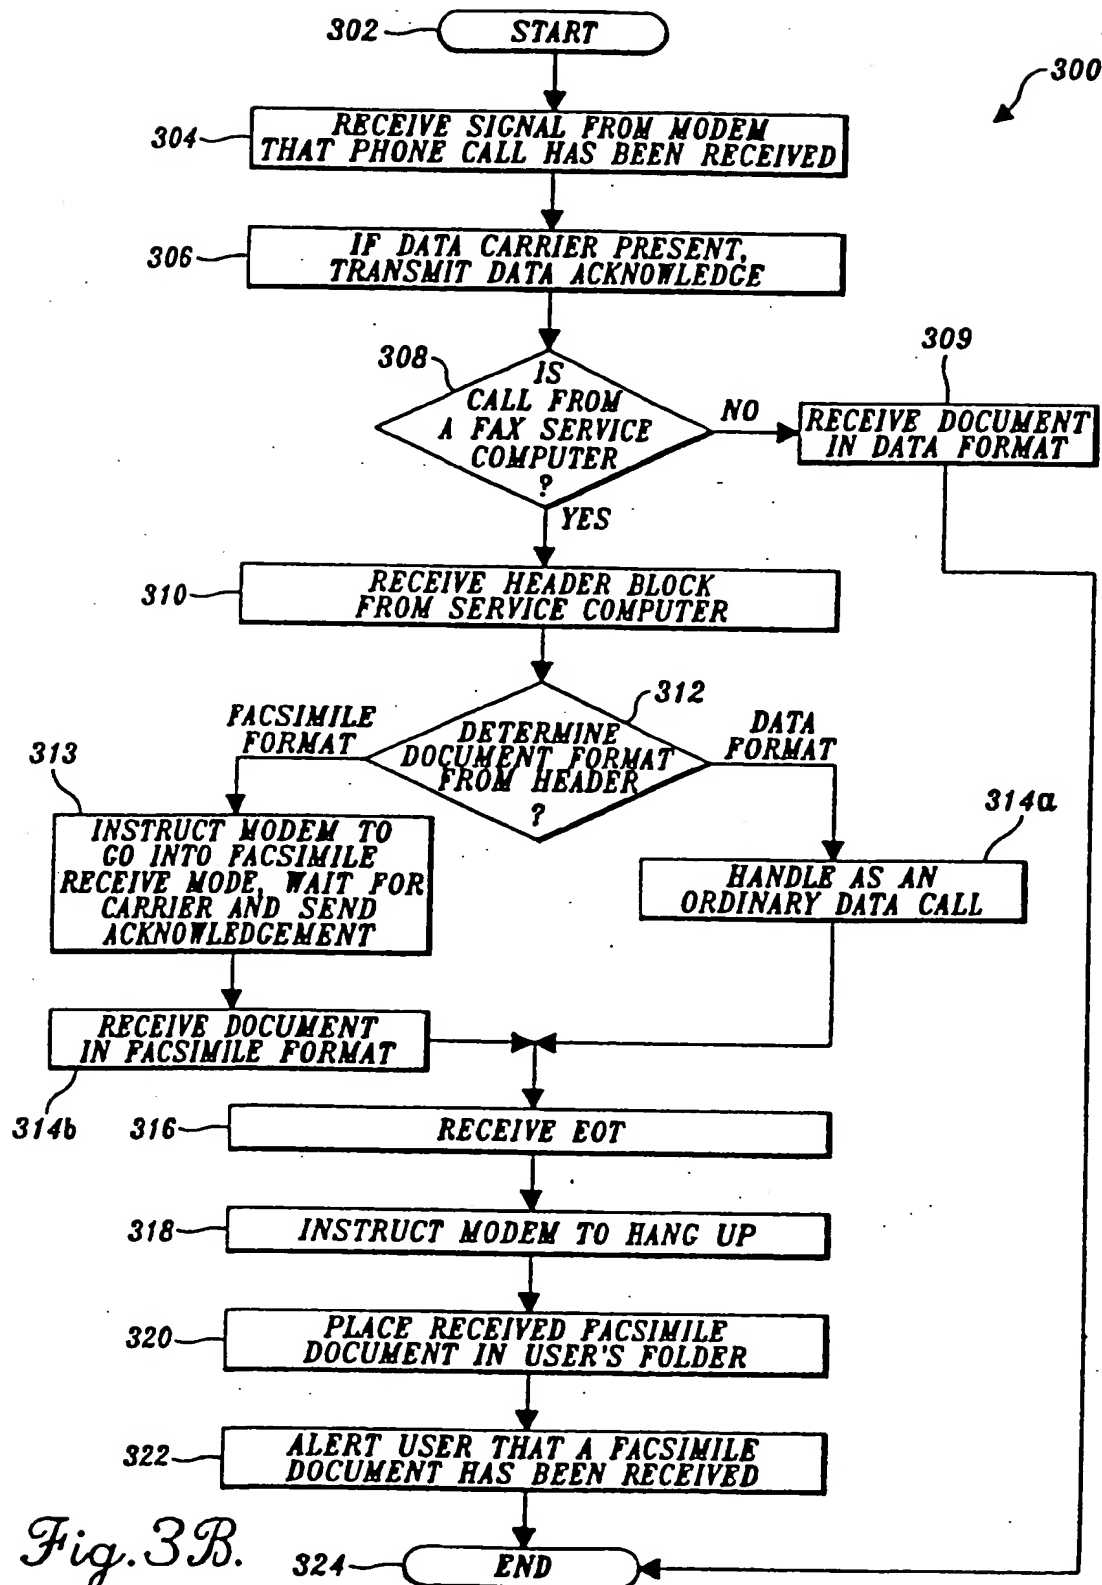 302
START
300
304
RECEIVE SIGNAL FROM MODEM
THAT PHONE CALL HAS BEEN RECEIVED
306
IF DATA CARRIER PRESENT,
TRANSMIT DATA ACKNOWLEDGE
308
IS
CALL FROM
A FAX SERVICE
COMPUTER
?
NO
309
RECEIVE DOCUMENT
IN DATA FORMAT
YES
310
RECEIVE HEADER BLOCK
FROM SERVICE COMPUTER
312
DETERMINE
DOCUMENT FORMAT
FROM HEADER
?
FACSIMILE
FORMAT
DATA
FORMAT
313
INSTRUCT MODEM TO
GO INTO FACSIMILE
RECEIVE MODE, WAIT FOR
CARRIER AND SEND
ACKNOWLEDGEMENT
314a
HANDLE AS AN
ORDINARY DATA CALL
RECEIVE DOCUMENT
IN FACSIMILE FORMAT
314b
316
RECEIVE EOT
318
INSTRUCT MODEM TO HANG UP
320
PLACE RECEIVED FACSIMILE
DOCUMENT IN USER'S FOLDER
322
ALERT USER THAT A FACSIMILE
DOCUMENT HAS BEEN RECEIVED
Fig. 3B.
324
END